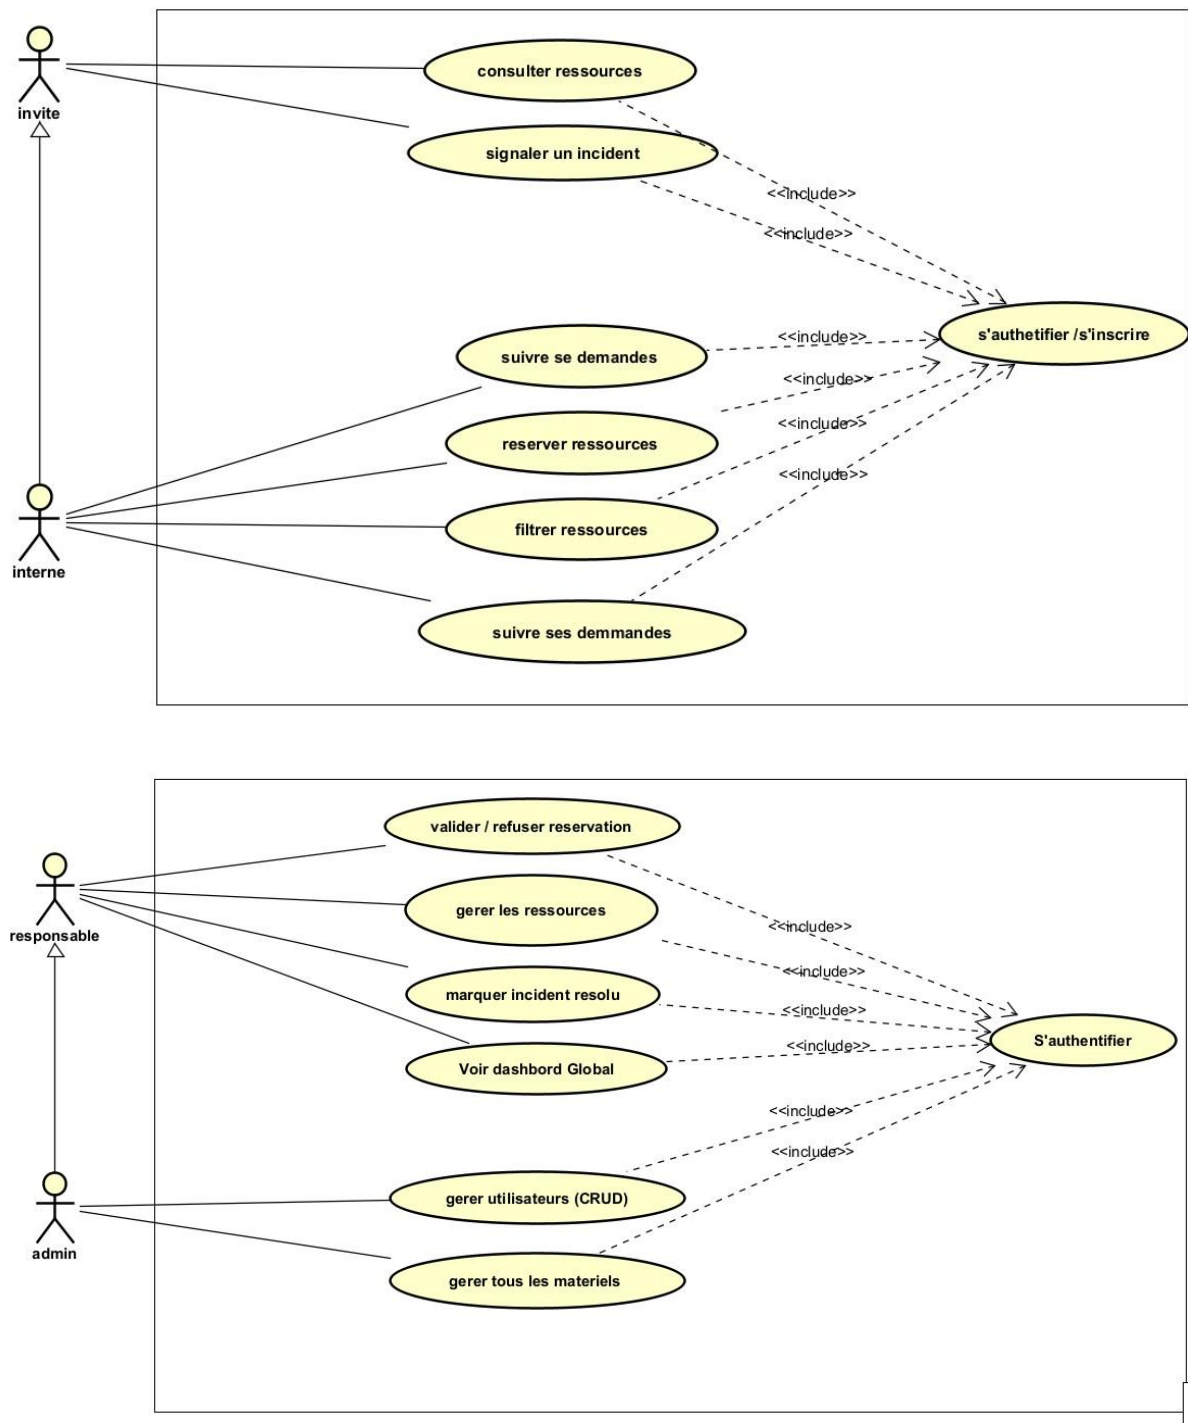 consulter ressources
invite
signaler un incident
<<include>>
<<include>>
s'authetifier /s'inscrire
<<include>>
suivre se demandes
<<include>>
<<include>>
reserver ressources
<<include>>
filtrer ressources
interne
suivre ses demmandes
valider / refuser reservation
gerer les ressources
<<include>>
responsable
<<include>>
marquer incident resolu
<<include>>
S'authentifier
<<include>>
Voir dashbord Global
<<include>>
<<include>>
gerer utilisateurs (CRUD)
admin
gerer tous les materiels